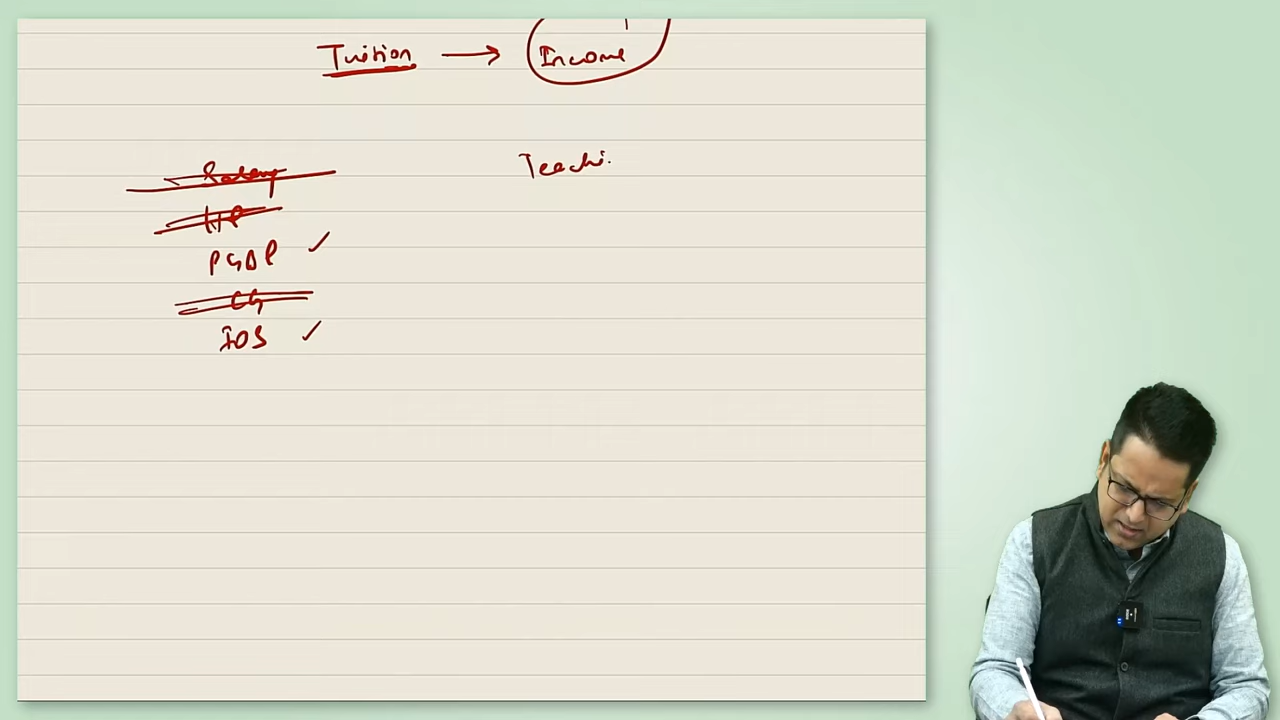 Tuition → Income
Salary
Teachi.
HP
PGBP ✓
CG
IOS ✓